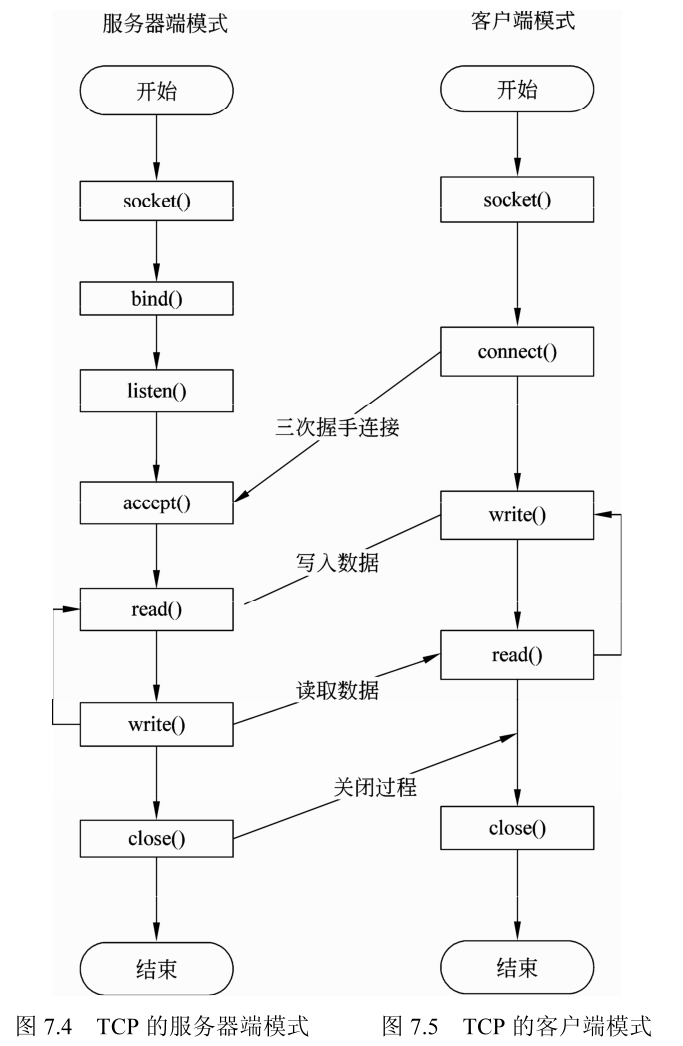 服务器端模式
客户端模式
开始
开始
socket()
socket()
bind()
connect()
listen()
三次握手连接
accept()
write()
写入数据
read()
read()
读取数据
write()
关闭过程
close()
close()
结束
结束
图 7.4 TCP 的服务器端模式
图 7.5 TCP 的客户端模式